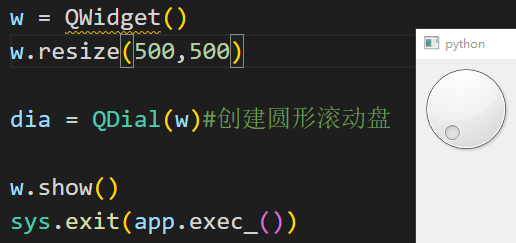 w = QWidget()
w.resize(500,500)
python
dia = QDial(w)#创建圆形滚动盘
w.show()
sys.exit(app.exec_())